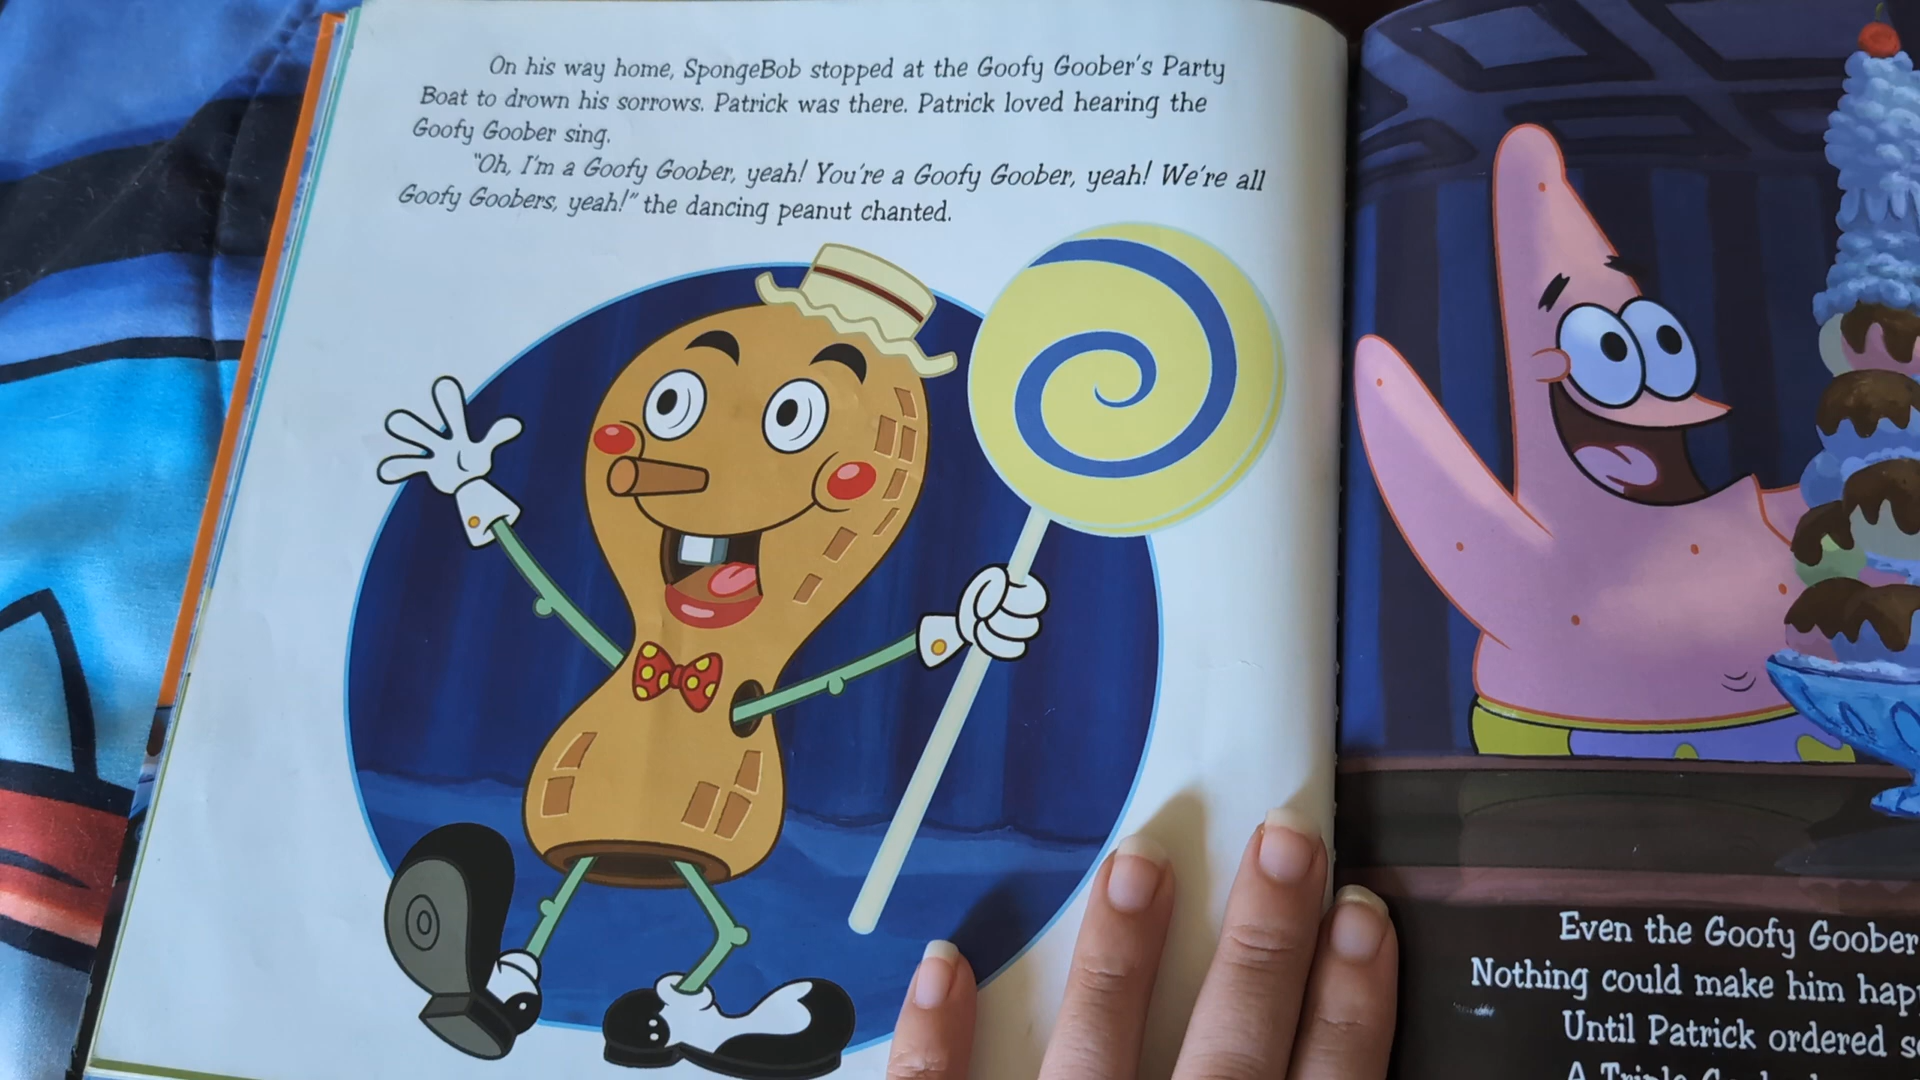 On his way home, SpongeBob stopped at the Goofy Goober's Party
Boat to drown his sorrows. Patrick was there. Patrick loved hearing the
Goofy Goober sing.
"Oh, I'm a Goofy Goober, yeah! You're a Goofy Goober, yeah! We're all
Goofy Goobers, yeah!" the dancing peanut chanted.
Even the Goofy Goober
Nothing could make him
Until Patrick ordered
A